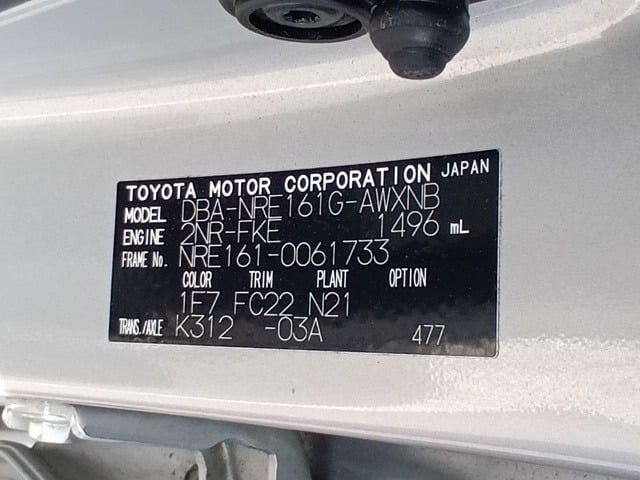 TOYOTA MOTOR CORPORATION JAPAN
MODEL DBA-NRE161G-AWXNB
ENGINE 2NR-FKE 1496 mL
FRAME No. NRE161-0061733
COLOR TRIM PLANT OPTION
1F7 FC22 N21
TRANS./AXLE K312 -03A 477